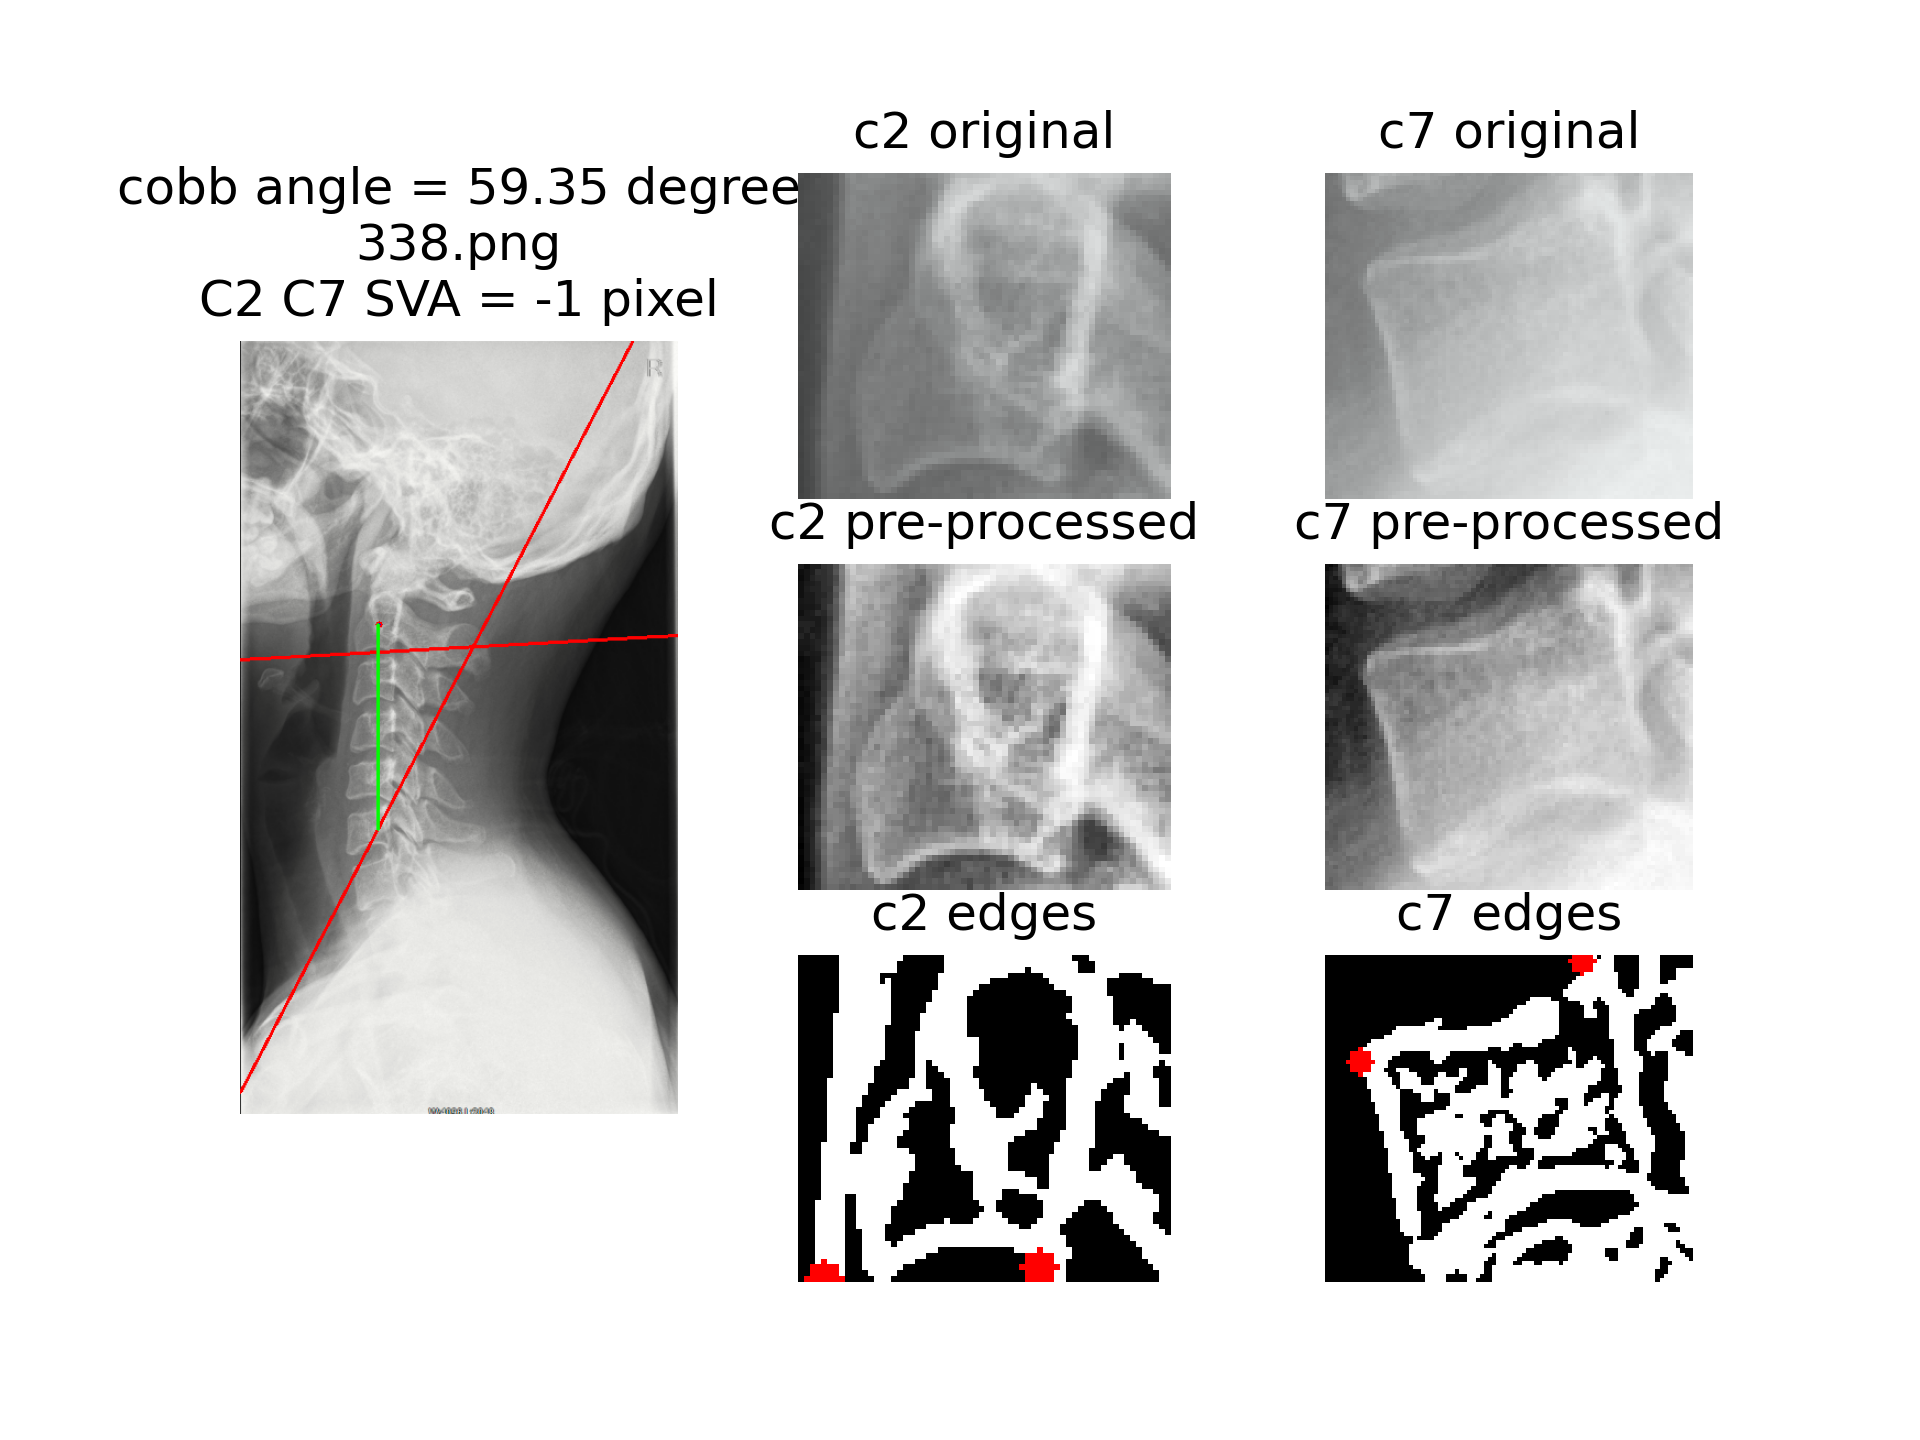 cobb angle = 59.35 degree
338.png
C2 C7 SVA = -1 pixel
R
c2 original
c7 original
c2 pre-processed
c7 pre-processed
c2 edges
c7 edges